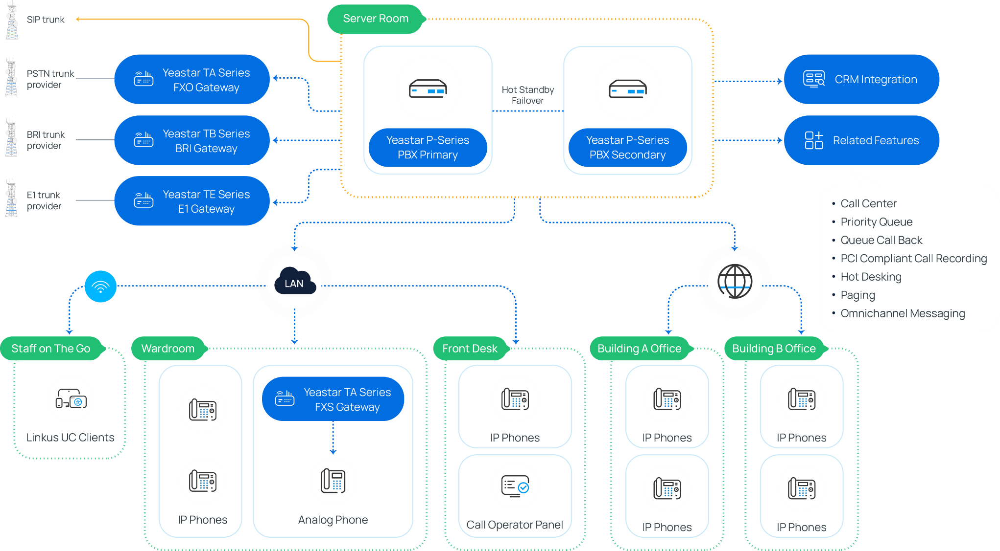 SIP trunk
Server Room
PSTN trunk
provider
Yeastar TA Series
FXO Gateway
BRI trunk
provider
Yeastar TB Series
BRI Gateway
E1 trunk
provider
Yeastar TE Series
E1 Gateway
Yeastar P-Series
PBX Primary
Hot Standby
Failover
Yeastar P-Series
PBX Secondary
CRM Integration
Related Features
• Call Center
• Priority Queue
• Queue Call Back
• PCI Compliant Call Recording
• Hot Desking
• Paging
• Omnichannel Messaging
LAN
Staff on The Go
Linkus UC Clients
Wardroom
IP Phones
Yeastar TA Series
FXS Gateway
Analog Phone
Front Desk
IP Phones
Call Operator Panel
Building A Office
IP Phones
IP Phones
Building B Office
IP Phones
IP Phones